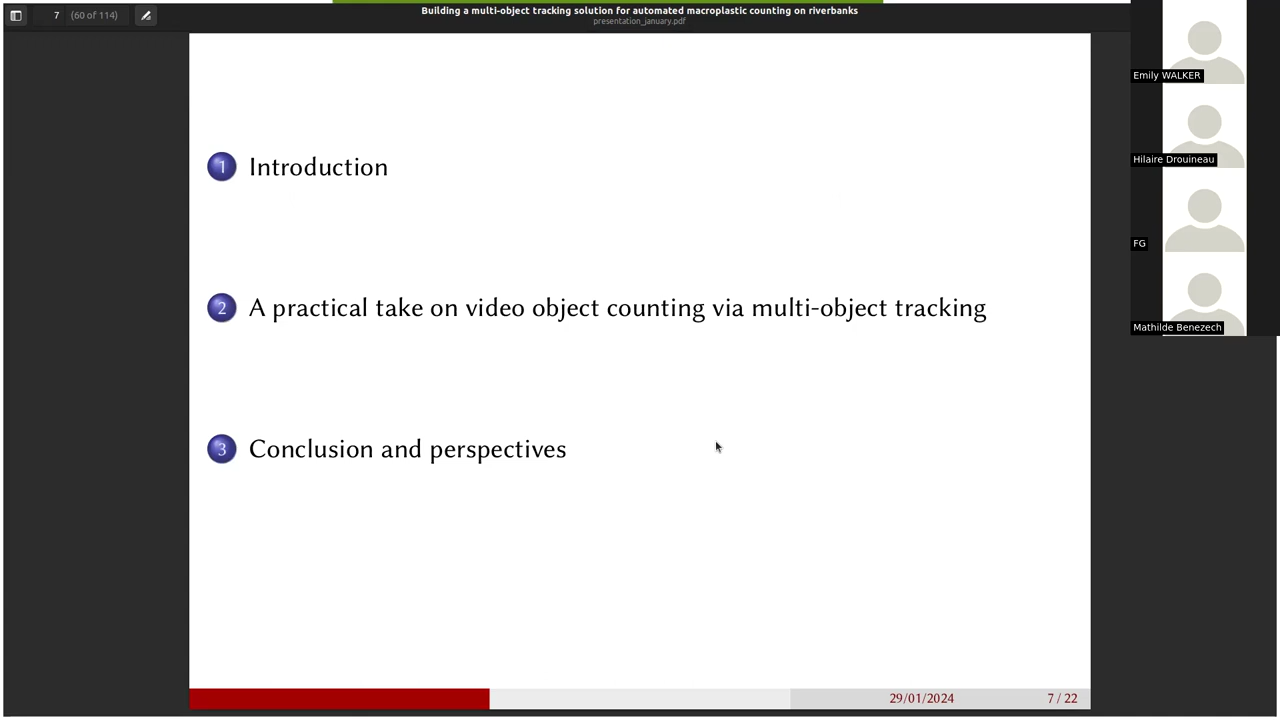 7 (60 of 114)
Building a multi-object tracking solution for automated macroplastic counting on riverbanks
presentation_january.pdf
Emily WALKER
Hilaire Drouineau
FG
Mathilde Benezech
1 Introduction
2 A practical take on video object counting via multi-object tracking
3 Conclusion and perspectives
29/01/2024 7 / 22